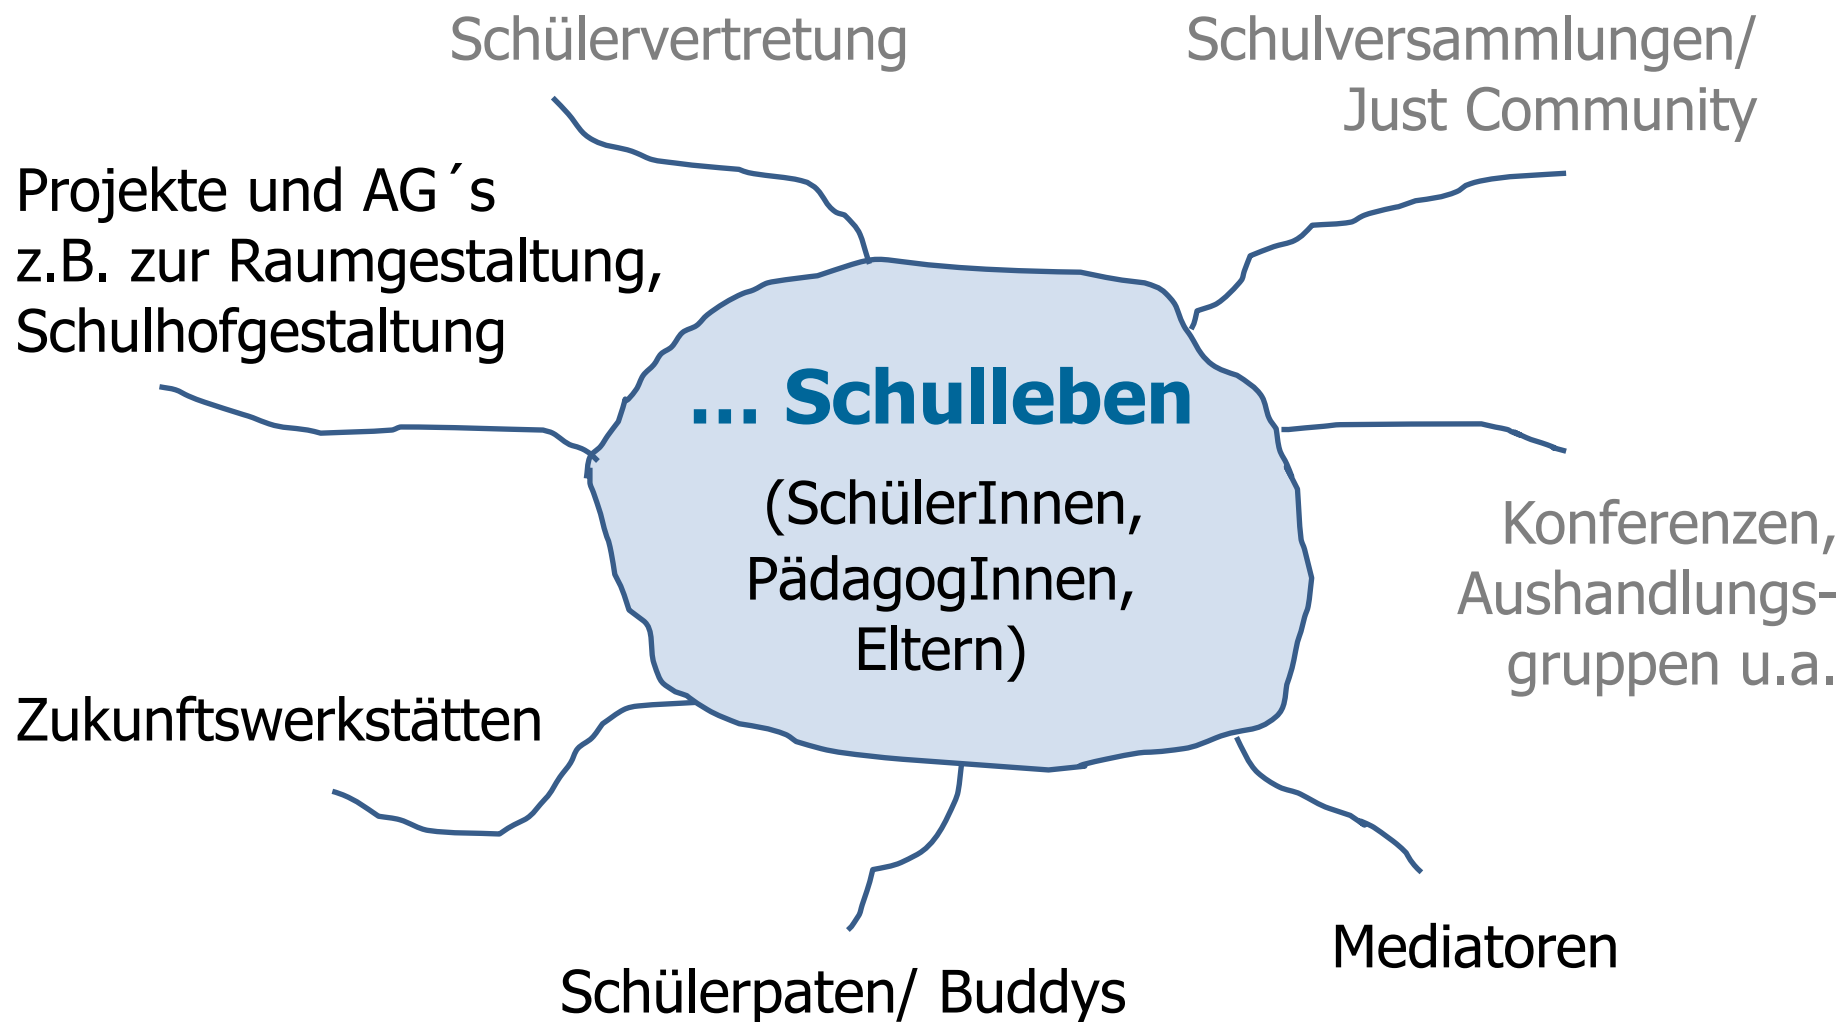 Schülervertretung
Schulversammlungen/
Just Community
Projekte und AG´s
z.B. zur Raumgestaltung,
Schulhofgestaltung
... Schulleben
(SchülerInnen,
PädagogInnen,
Eltern)
Konferenzen,
Aushandlungs-
gruppen u.a.
Zukunftswerkstätten
Mediatoren
Schülerpaten/ Buddys